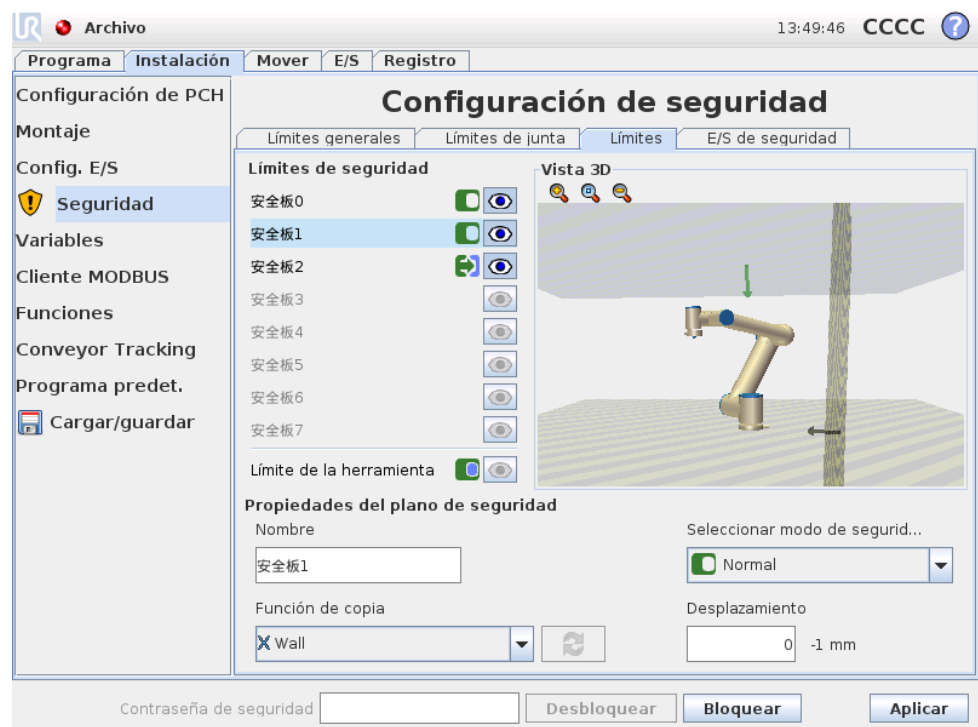 UR Archivo 13:49:46 CCCC ?
Programa Instalación Mover E/S Registro
Configuración de PCH
Montaje
Config. E/S
Seguridad
Variables
Cliente MODBUS
Funciones
Conveyor Tracking
Programa predet.
Cargar/guardar
Configuración de seguridad
Límites generales Límites de junta Límites E/S de seguridad
Límites de seguridad
安全板0
安全板1
安全板2
安全板3
安全板4
安全板5
安全板6
安全板7
Límite de la herramienta
Vista 3D
Propiedades del plano de seguridad
Nombre
安全板1
Seleccionar modo de segurid...
Normal
Función de copia
Wall
Desplazamiento
0 -1 mm
Contraseña de seguridad Desbloquear Bloquear Aplicar